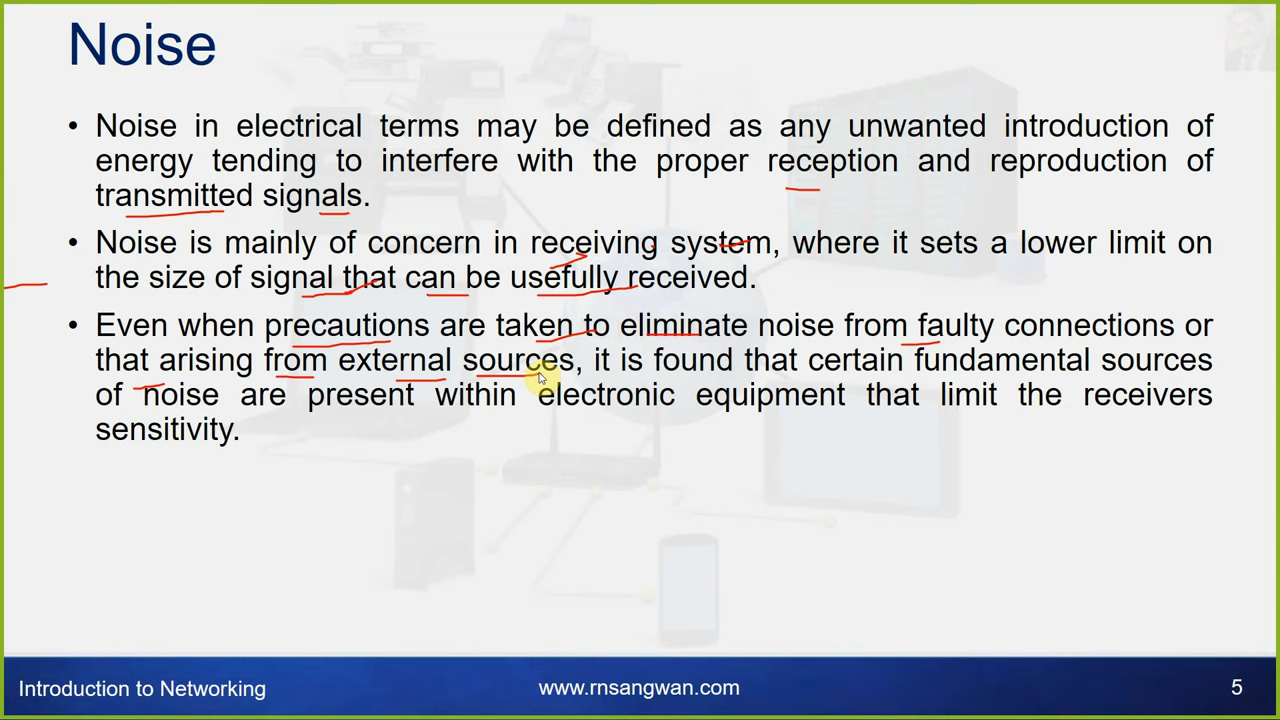 Noise
• Noise in electrical terms may be defined as any unwanted introduction of
energy tending to interfere with the proper reception and reproduction of
transmitted signals.
• Noise is mainly of concern in receiving system, where it sets a lower limit on
the size of signal that can be usefully received.
• Even when precautions are taken to eliminate noise from faulty connections or
that arising from external sources, it is found that certain fundamental sources
of noise are present within electronic equipment that limit the receivers
sensitivity.
Introduction to Networking
www.rnsangwan.com
5